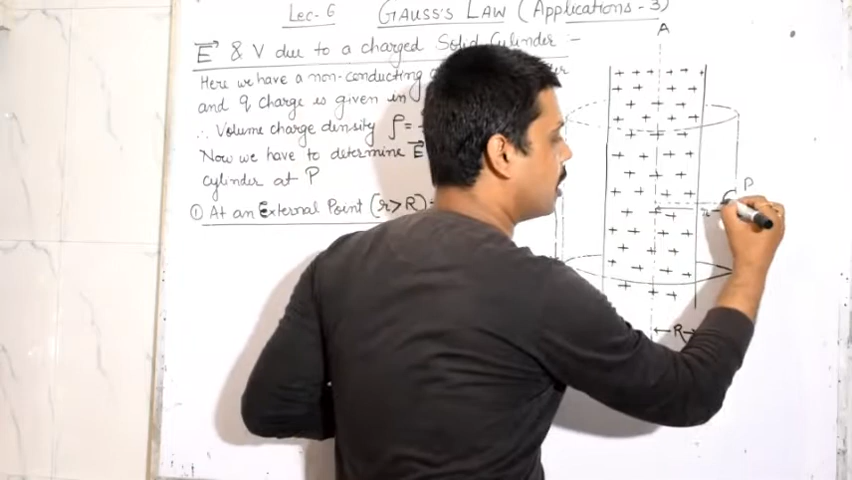 Lec-6 GAUSS'S LAW (APPLICATIONS-3)
E & V due to a charged Solid Cylinder :-
Here we have a non-conducting
and q charge is given in
∴ Volume charge density ρ =
Now we have to determine E
cylinder at P
① At an External Point (r>R)
A
P
r
R